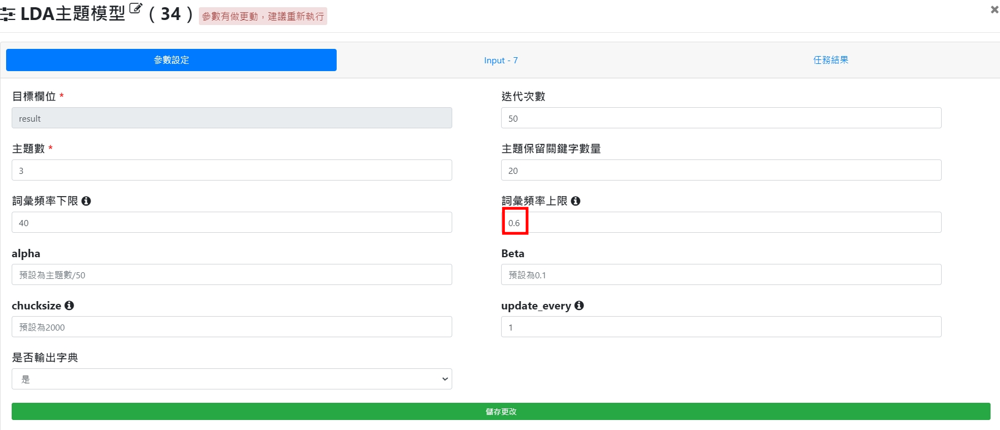 LDA主題模型 ( 34 ) 參數有做更動，建議重新執行
參數設定 Input - 7 任務結果
目標欄位 * 迭代次數
result 50
主題數 * 主題保留關鍵字數量
3 20
詞彙頻率下限 詞彙頻率上限
40 0.6
alpha Beta
預設為主題數/50 預設為0.1
chucksize update_every
預設為2000 1
是否輸出字典
是
儲存更改